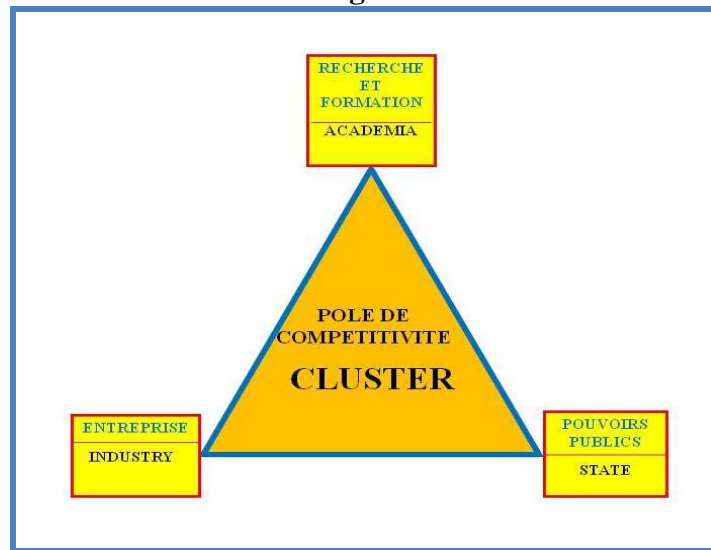 RECHERCHE
ET
FORMATION
ACADEMIA
POLE DE
COMPETITIVITE
CLUSTER
ENTREPRISE
INDUSTRY
POUVOIRS
PUBLICS
STATE